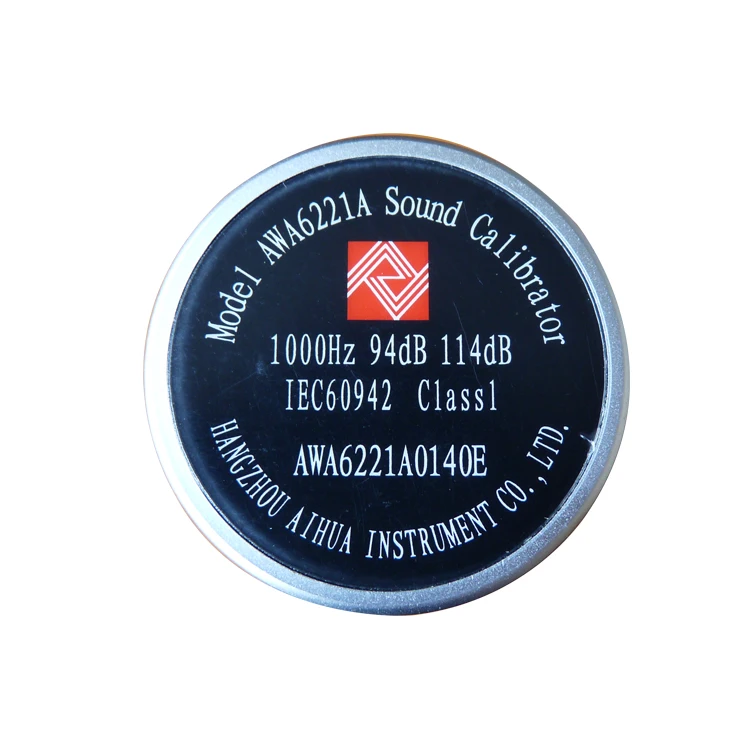 Model AWA6221A Sound Calibrator
1000Hz 94dB 114dB
IEC60942 Class1
AWA6221A0140E
HANGZHOU AIHUA INSTRUMENT CO., LTD.